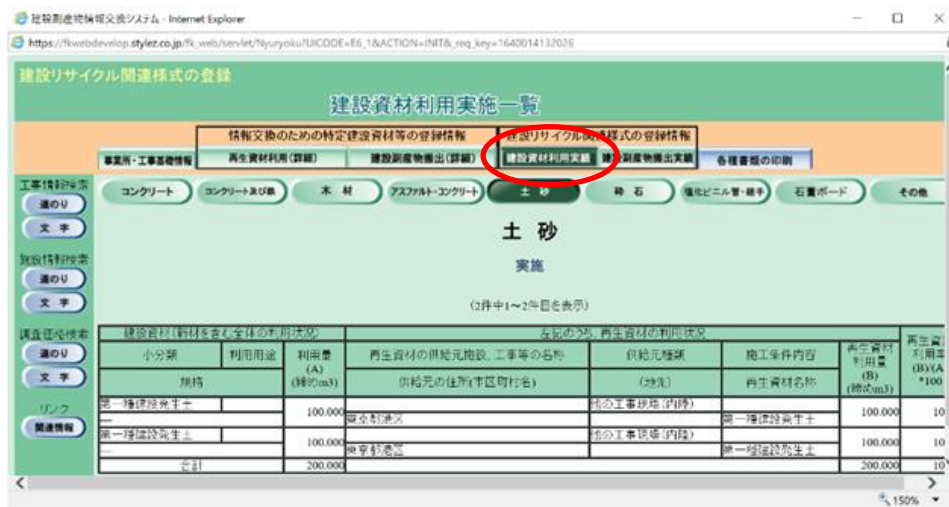 建設副産物情報交換システム - Internet Explorer
https://fkwebdevelop.stylez.co.jp/fk_web/servlet/Nyuryoku?UICODE=E6_1&ACTION=INIT&_req_key=1640014132026
建設リサイクル関連様式の登録
建設資材利用実施一覧
情報交換のための特定建設資材等の登録情報 建設リサイクル関連様式の登録情報
事業所・工事基礎情報 再生資材利用(詳細) 建設副産物搬出(詳細) 建設資材利用実績 建設副産物搬出実績 各種書類の印刷
工事情報検索 コンクリート コンクリート及び鉄 木 材 アスファルト・コンクリート 土 砂 砕 石 塩化ビニル管・継手 石膏ボード その他
道のり
文 字
土 砂
施設情報検索
実施
道のり
文 字
(2件中1~2件目を表示)
調査価格検索
建設資材(新材を含む全体の利用状況) 左記のうち、再生資材の利用状況
道のり
小分類 利用用途 利用量(A)(締めm3) 再生資材の供給元施設、工事等の名称 供給元種類 施工条件内容 再生資材利用量(B)(締めm3) 再生資
文 字
規格 供給元の住所(市区町村名) 再生資材名称 (B)/(A *100
リンク
関連情報
第一種建設発生土 100.000 他の工事現場(内陸) 100.000 10
― 東京都港区 第一種建設発生土
第一種建設発生土 100.000 他の工事現場(内陸) 100.000 10
― 東京都港区 第一種建設発生土
合計 200.000 200.000 10
150%